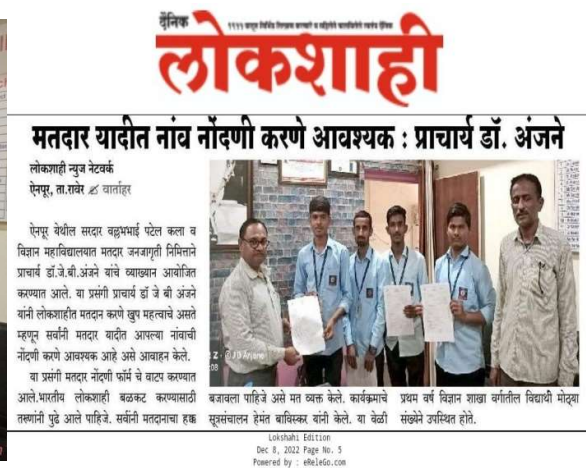 दैनिक
लोकशाही
मतदार यादीत नांव नोंदणी करणे आवश्यक : प्राचार्य डॉ. अंजने
लोकशाही न्युज नेटवर्क
ऐनपूर, ता.रावेर ✍ वार्ताहर
ऐनपूर येथील सरदार वल्लभभाई पटेल कला व
विज्ञान महाविद्यालयात मतदार जनजागृती निमित्ताने
प्राचार्य डॉ.जे.बी.अंजने यांचे व्याख्यान आयोजित
करण्यात आले. या प्रसंगी प्राचार्य डॉ जे बी अंजने
यांनी लोकशाहीत मतदान करणे खुप महत्वाचे असते
म्हणून सर्वांनी मतदार यादीत आपल्या नांवाची
नोंदणी करणे आवश्यक आहे असे आवाहन केले.
या प्रसंगी मतदार नोंदणी फॉर्म चे वाटप करण्यात
आले.भारतीय लोकशाही बळकट करण्यासाठी
तरुणांनी पुढे आले पाहिजे. सर्वांनी मतदानाचा हक्क
बजावला पाहिजे असे मत व्यक्त केले. कार्यक्रमाचे
सूत्रसंचालन हेमंत बाविस्कर यांनी केले. या वेळी
प्रथम वर्ष विज्ञान शाखा वर्गातील विद्यार्थी मोठ्या
संख्येने उपस्थित होते.
Lokshahi Edition
Dec 8, 2022 Page No. 5
Powered by : eReleGo.com